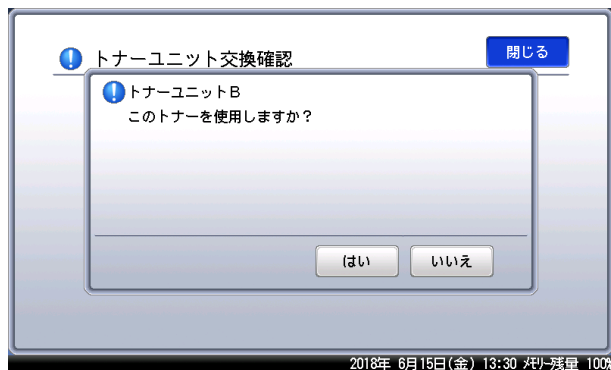 トナーユニット交換確認
閉じる
トナーユニットB
このトナーを使用しますか?
はい
いいえ
2018年 6月15日(金) 13:30 メモリー残量 100%